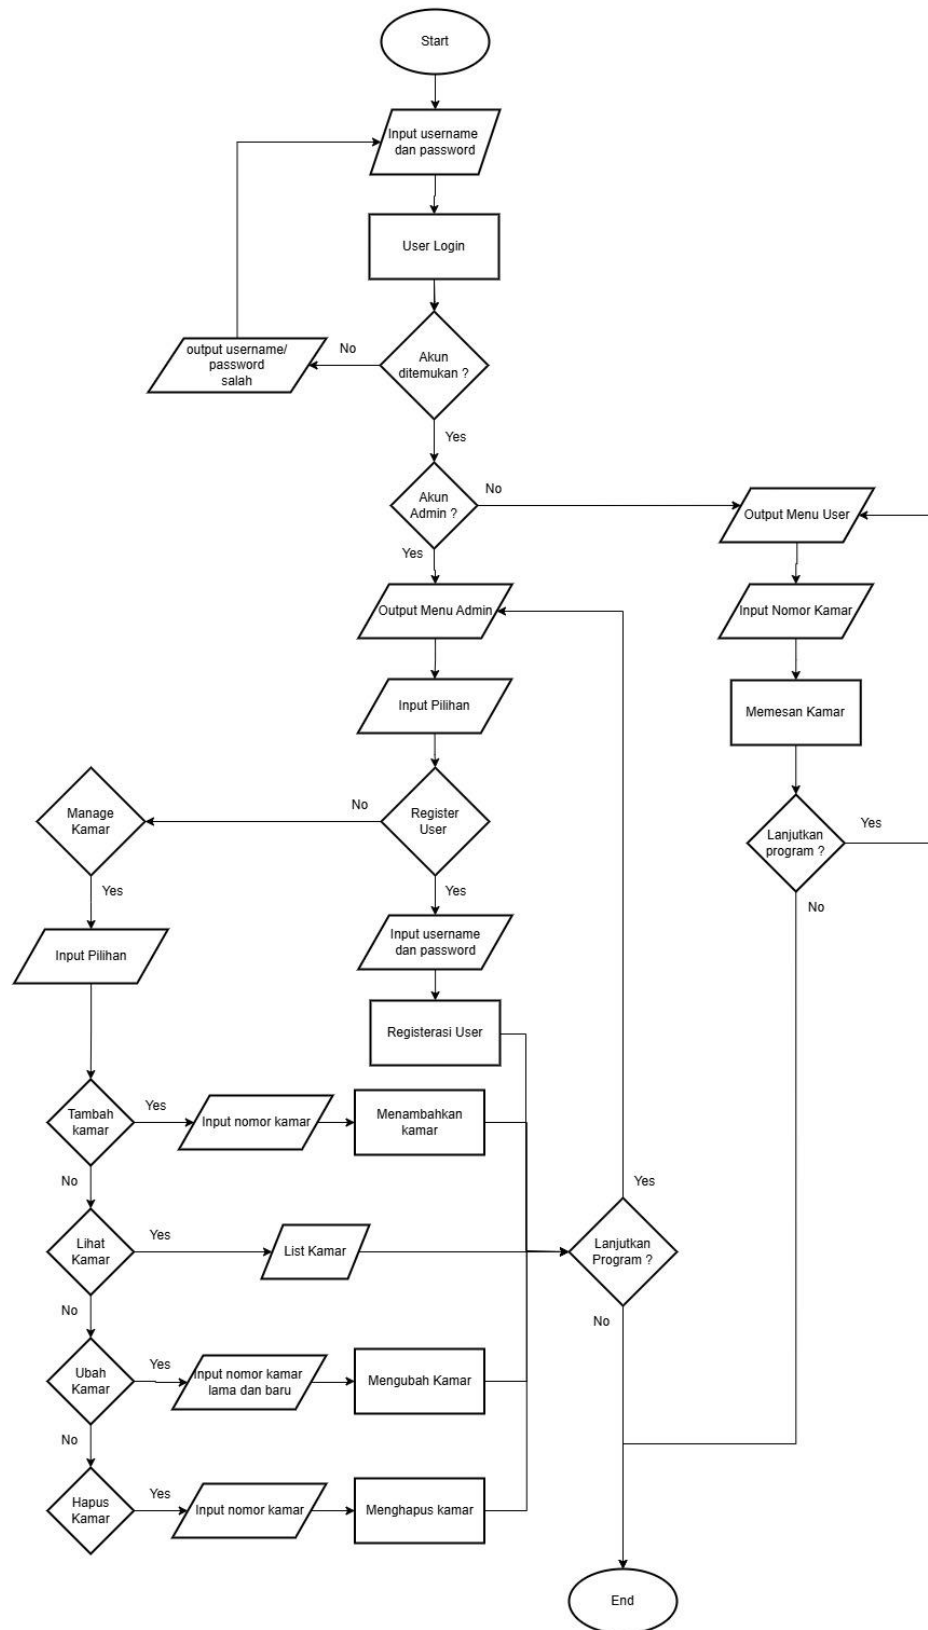 Start
Input username
dan password
User Login
output username/
password
salah
No
Akun
ditemukan ?
Yes
Akun
Admin ?
No
Output Menu User
Yes
Output Menu Admin
Input Nomor Kamar
Input Pilihan
Memesan Kamar
Manage
Kamar
No
Register
User
Lanjutkan
program ?
Yes
Yes
Yes
No
Input Pilihan
Input username
dan password
Registerasi User
Tambah
kamar
Yes
Input nomor kamar
Menambahkan
kamar
No
Yes
Lihat
Kamar
Yes
List Kamar
Lanjutkan
Program ?
No
No
Ubah
Kamar
Yes
Input nomor kamar
lama dan baru
Mengubah Kamar
No
Hapus
Kamar
Yes
Input nomor kamar
Menghapus kamar
End